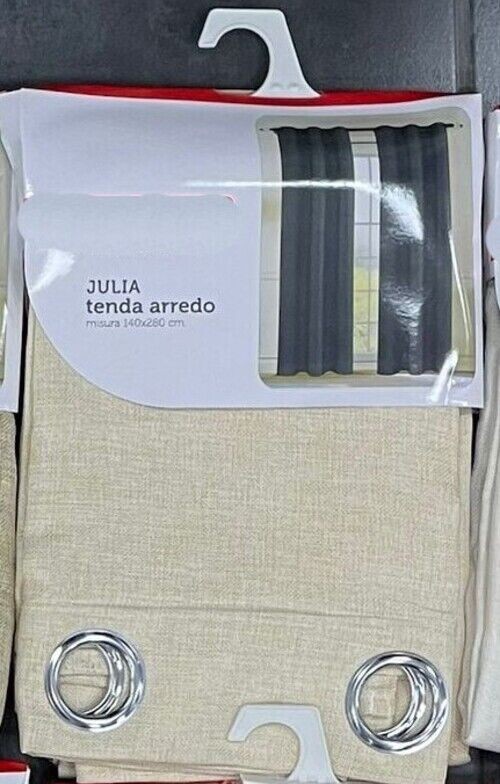 JULIA
tenda arredo
misura 140x280 cm.